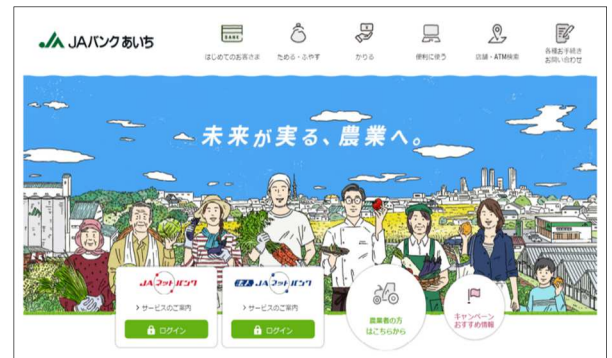 JAバンクあいち
BANK
はじめてのお客さま
ためる・ふやす
かりる
便利に使う
店舗・ATM検索
各種お手続き
お問い合わせ
未来が実る、農業へ。
JAネットバンク
> サービスのご案内
ログイン
法人JAネットバンク
> サービスのご案内
ログイン
農業者の方
はこちらから
キャンペーン
おすすめ情報